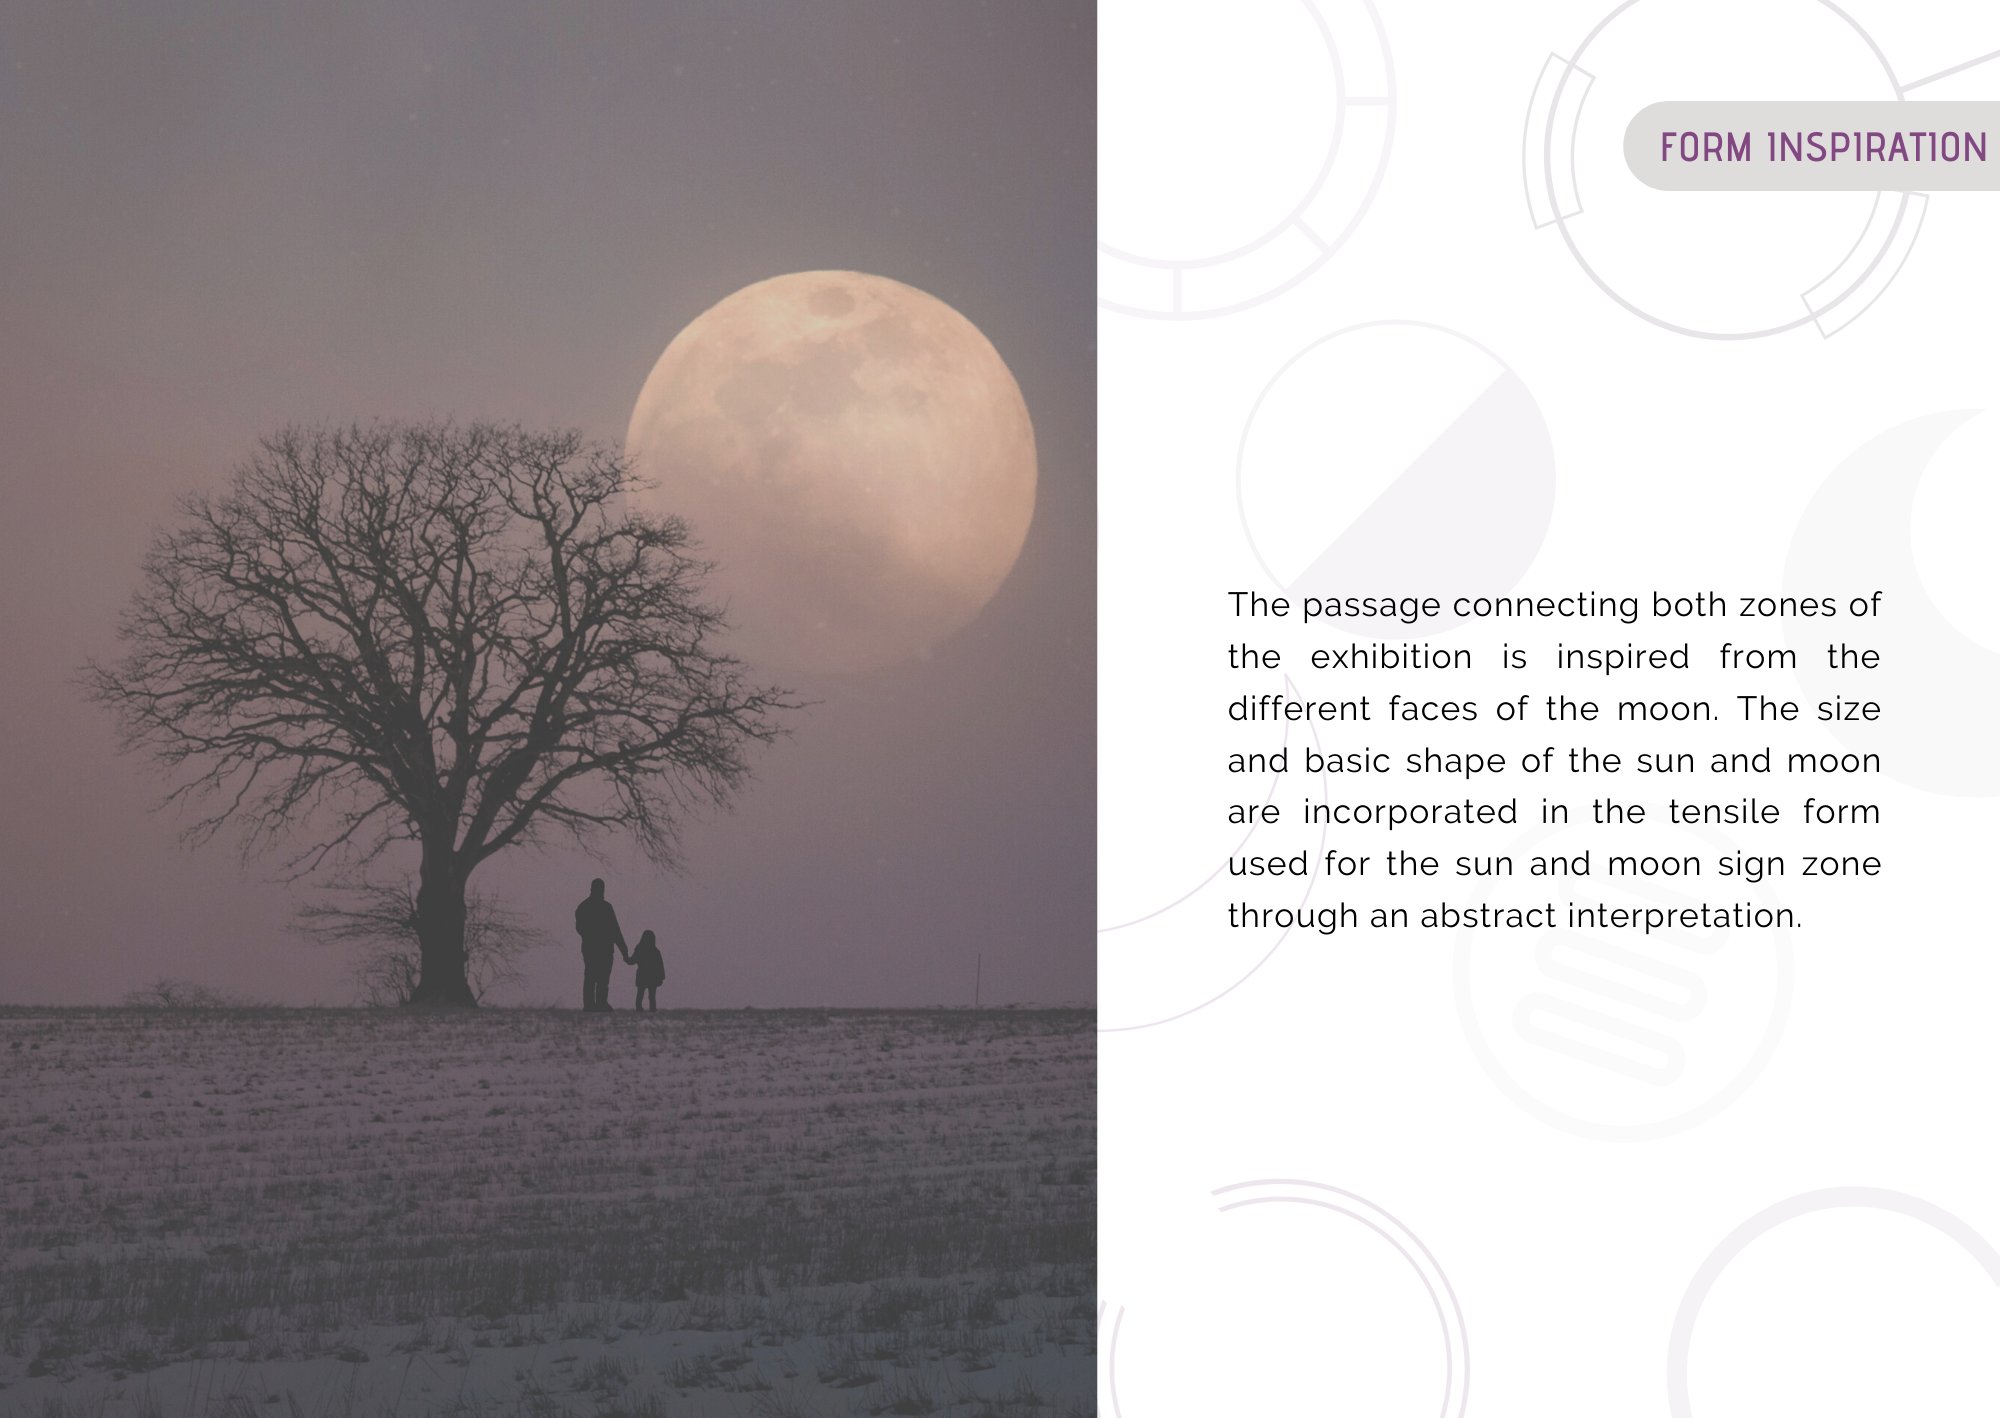 FORM INSPIRATION
The passage connecting both zones of
the exhibition is inspired from the
different faces of the moon. The size
and basic shape of the sun and moon
are incorporated in the tensile form
used for the sun and moon sign zone
through an abstract interpretation.